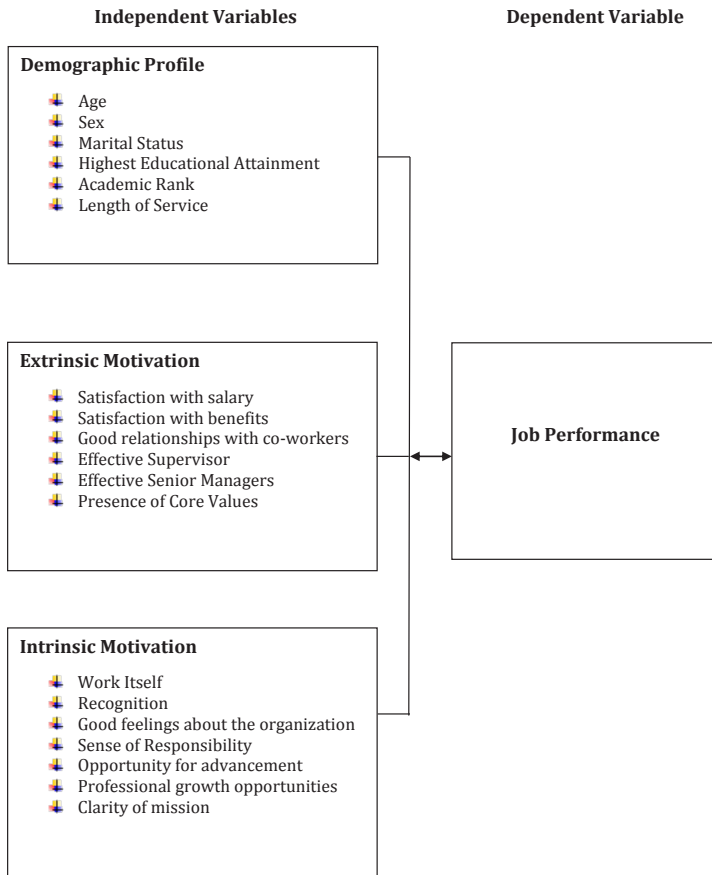 Independent Variables
Dependent Variable
Demographic Profile
Age
Sex
Marital Status
Highest Educational Attainment
Academic Rank
Length of Service
Extrinsic Motivation
Satisfaction with salary
Satisfaction with benefits
Good relationships with co-workers
Effective Supervisor
Effective Senior Managers
Presence of Core Values
Job Performance
Intrinsic Motivation
Work Itself
Recognition
Good feelings about the organization
Sense of Responsibility
Opportunity for advancement
Professional growth opportunities
Clarity of mission